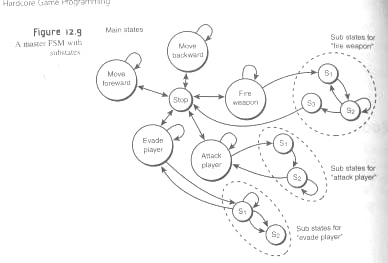 Hardcore Game Programming
Figure 12.9
A master FSM with
substates
Main states
Move
backward
Move
foreward
Stop
Fire
weapon
Evade
player
Attack
player
Sub states for
"fire weapon"
S1
S3
S2
Sub states for
"attack player"
S1
S2
Sub states for
"evade player"
S1
S2